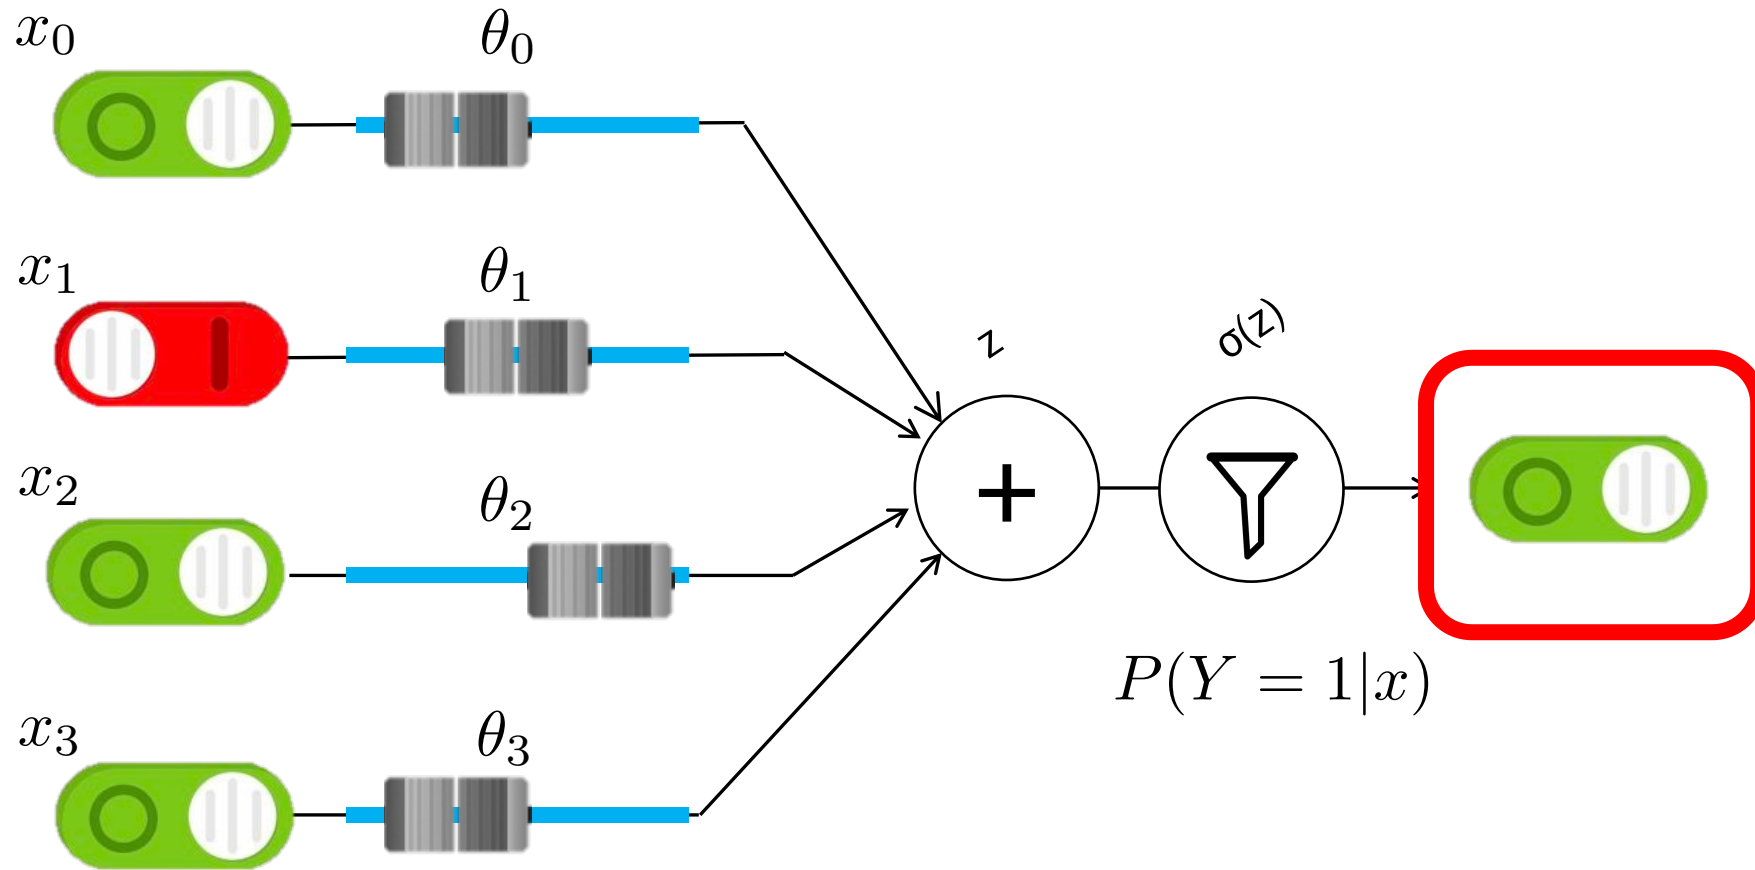 x₀
θ₀
x₁
θ₁
x₂
θ₂
x₃
θ₃
z
+
σ(z)
P(Y = 1|x)